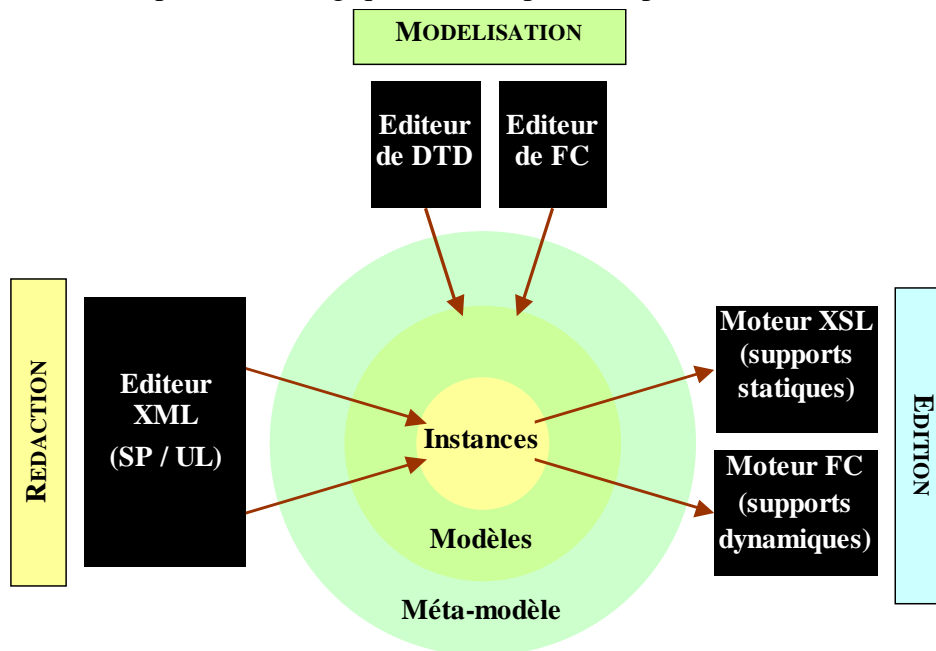 MODELISATION
Editeur
de DTD
Editeur
de FC
REDACTION
Editeur
XML
(SP / UL)
Instances
Modèles
Méta-modèle
Moteur XSL
(supports
statiques)
Moteur FC
(supports
dynamiques)
EDITION